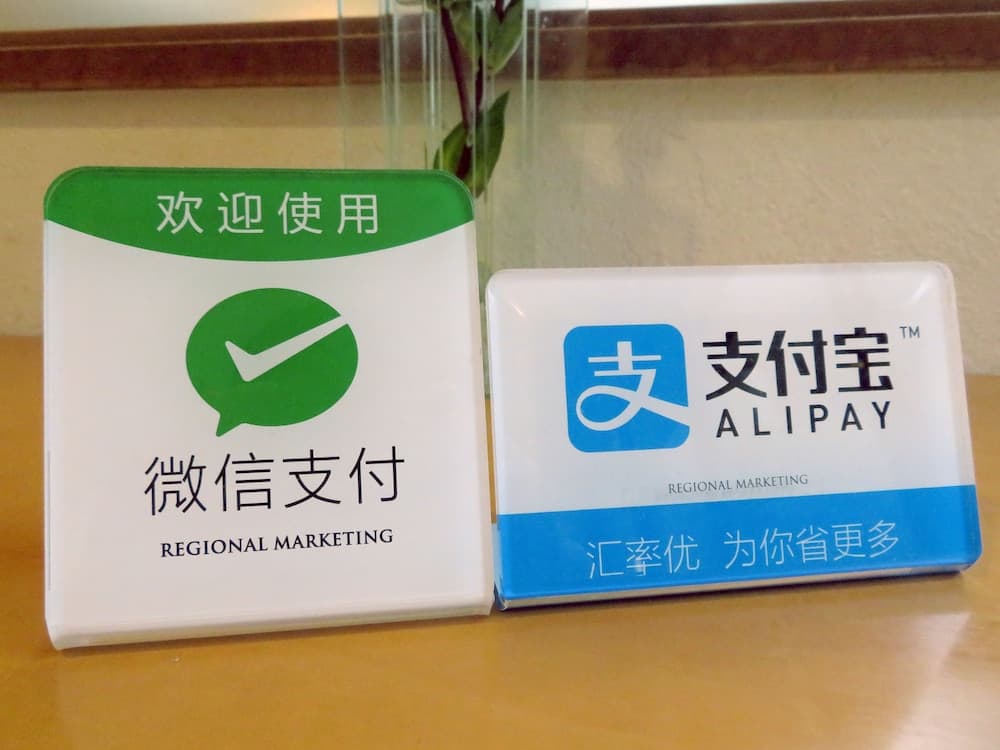 欢迎使用
微信支付
REGIONAL MARKETING
支
支付宝™
ALIPAY
REGIONAL MARKETING
汇率优 为你省更多